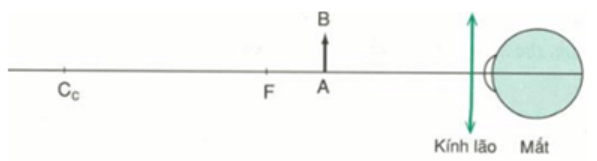 B
C꜀ F A
Kính lão Mắt